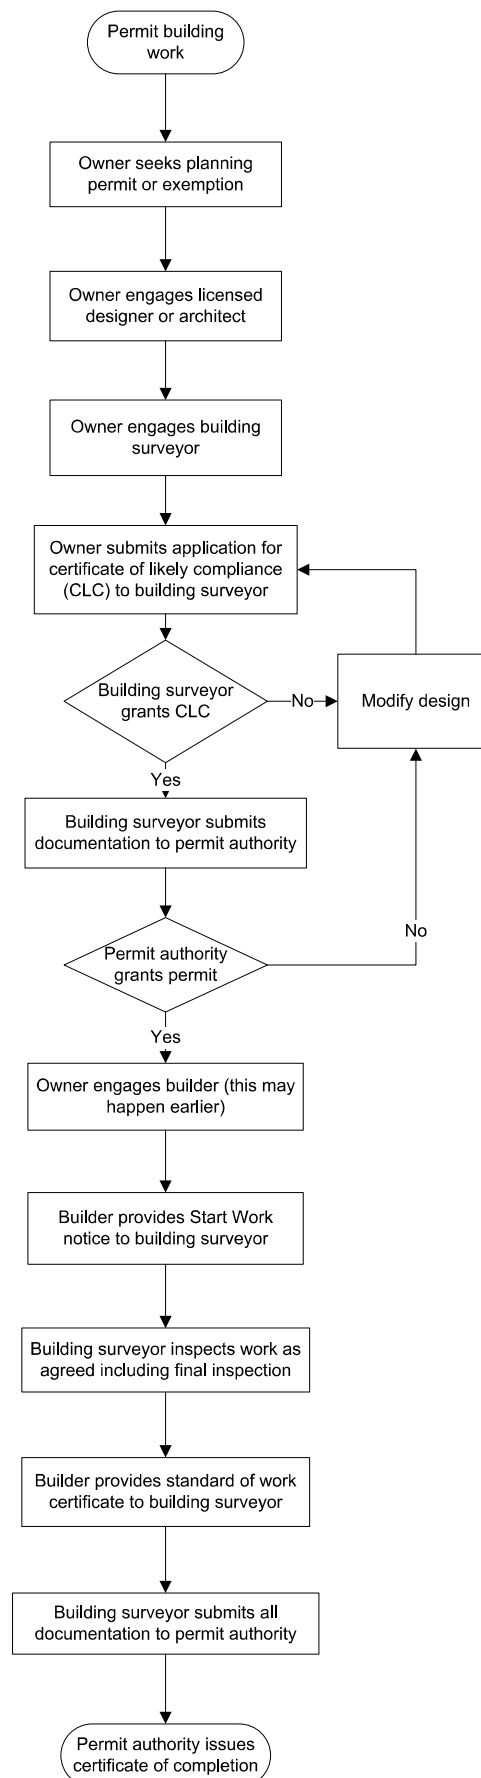 Permit building
work
Owner seeks planning
permit or exemption
Owner engages licensed
designer or architect
Owner engages building
surveyor
Owner submits application for
certificate of likely compliance
(CLC) to building surveyor
Building surveyor
grants CLC
No
Modify design
Yes
Building surveyor submits
documentation to permit authority
No
Permit authority
grants permit
Yes
Owner engages builder (this may
happen earlier)
Builder provides Start Work
notice to building surveyor
Building surveyor inspects work as
agreed including final inspection
Builder provides standard of work
certificate to building surveyor
Building surveyor submits all
documentation to permit authority
Permit authority issues
certificate of completion